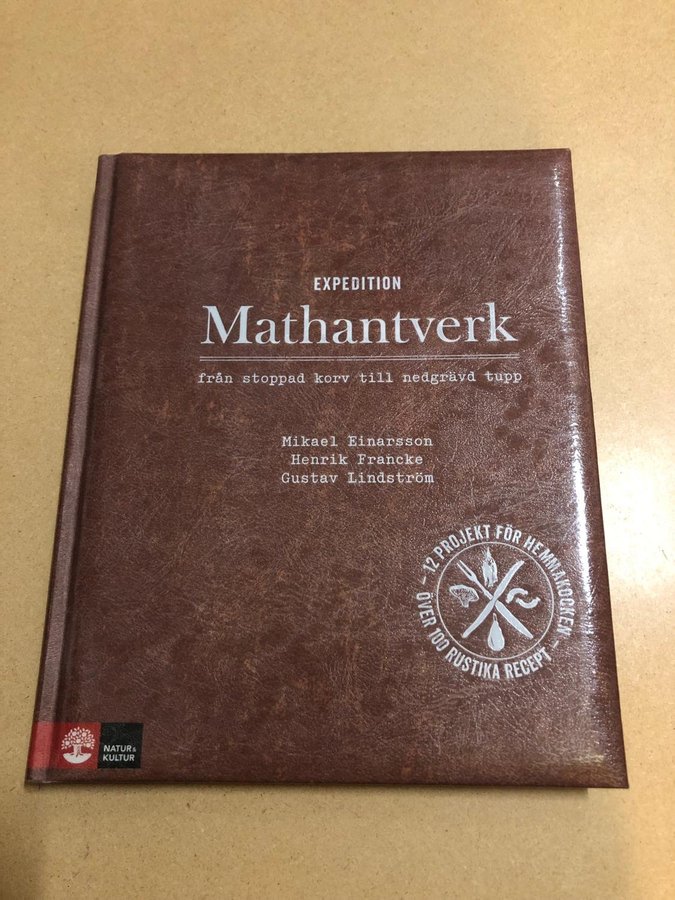 EXPEDITION
Mathantverk
från stoppad korv till nedgrävd tupp
Mikael Einarsson
Henrik Francke
Gustav Lindström
– 12 PROJEKT FÖR HEMMAKOCKEN –
ÖVER 100 RUSTIKA RECEPT
NATUR &
KULTUR